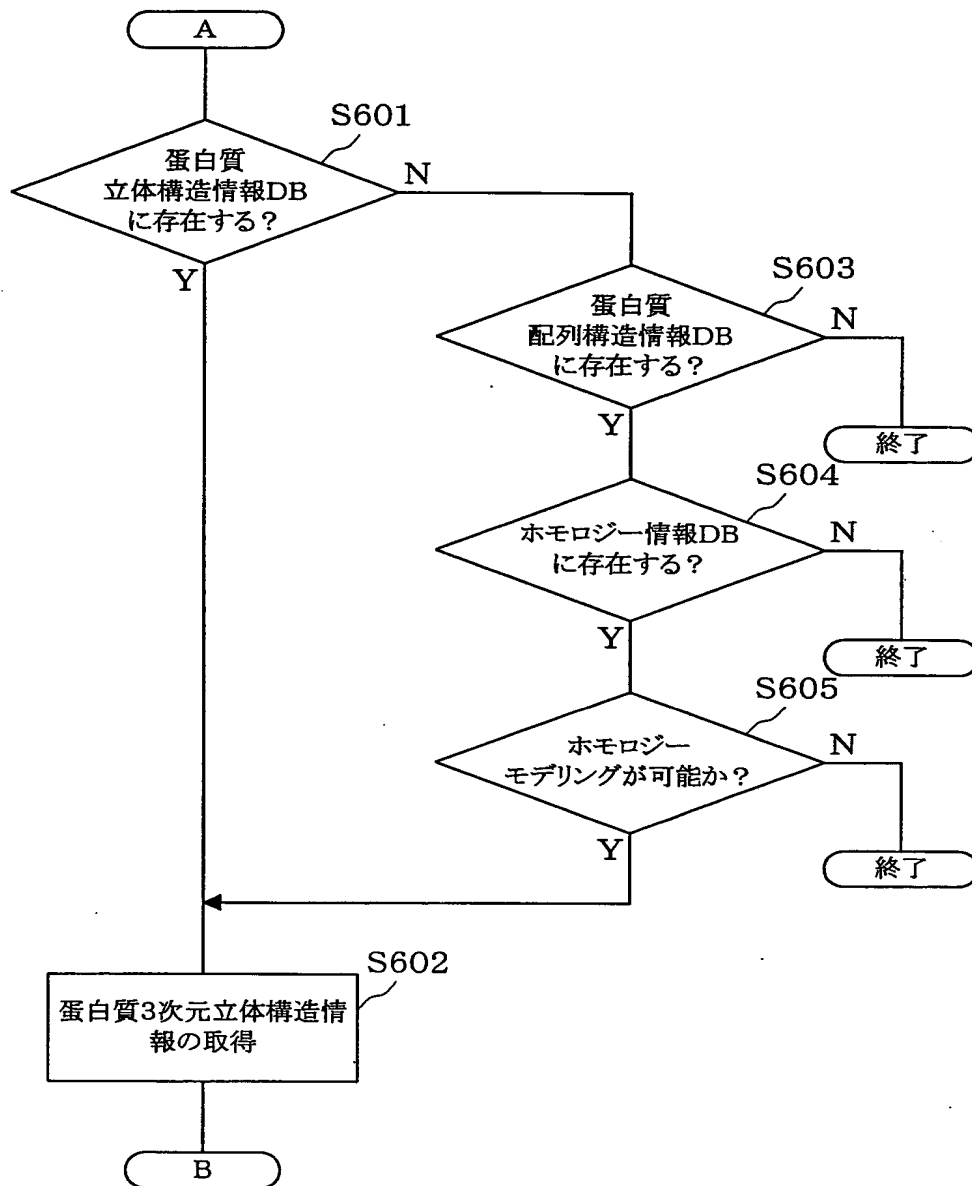 A
S601
蛋白質
立体構造情報DB
に存在する？
N
Y
S603
蛋白質
配列構造情報DB
に存在する？
N
Y
終了
S604
ホモロジー情報DB
に存在する？
N
Y
終了
S605
ホモロジー
モデリングが可能か？
N
Y
終了
S602
蛋白質3次元立体構造情
報の取得
B